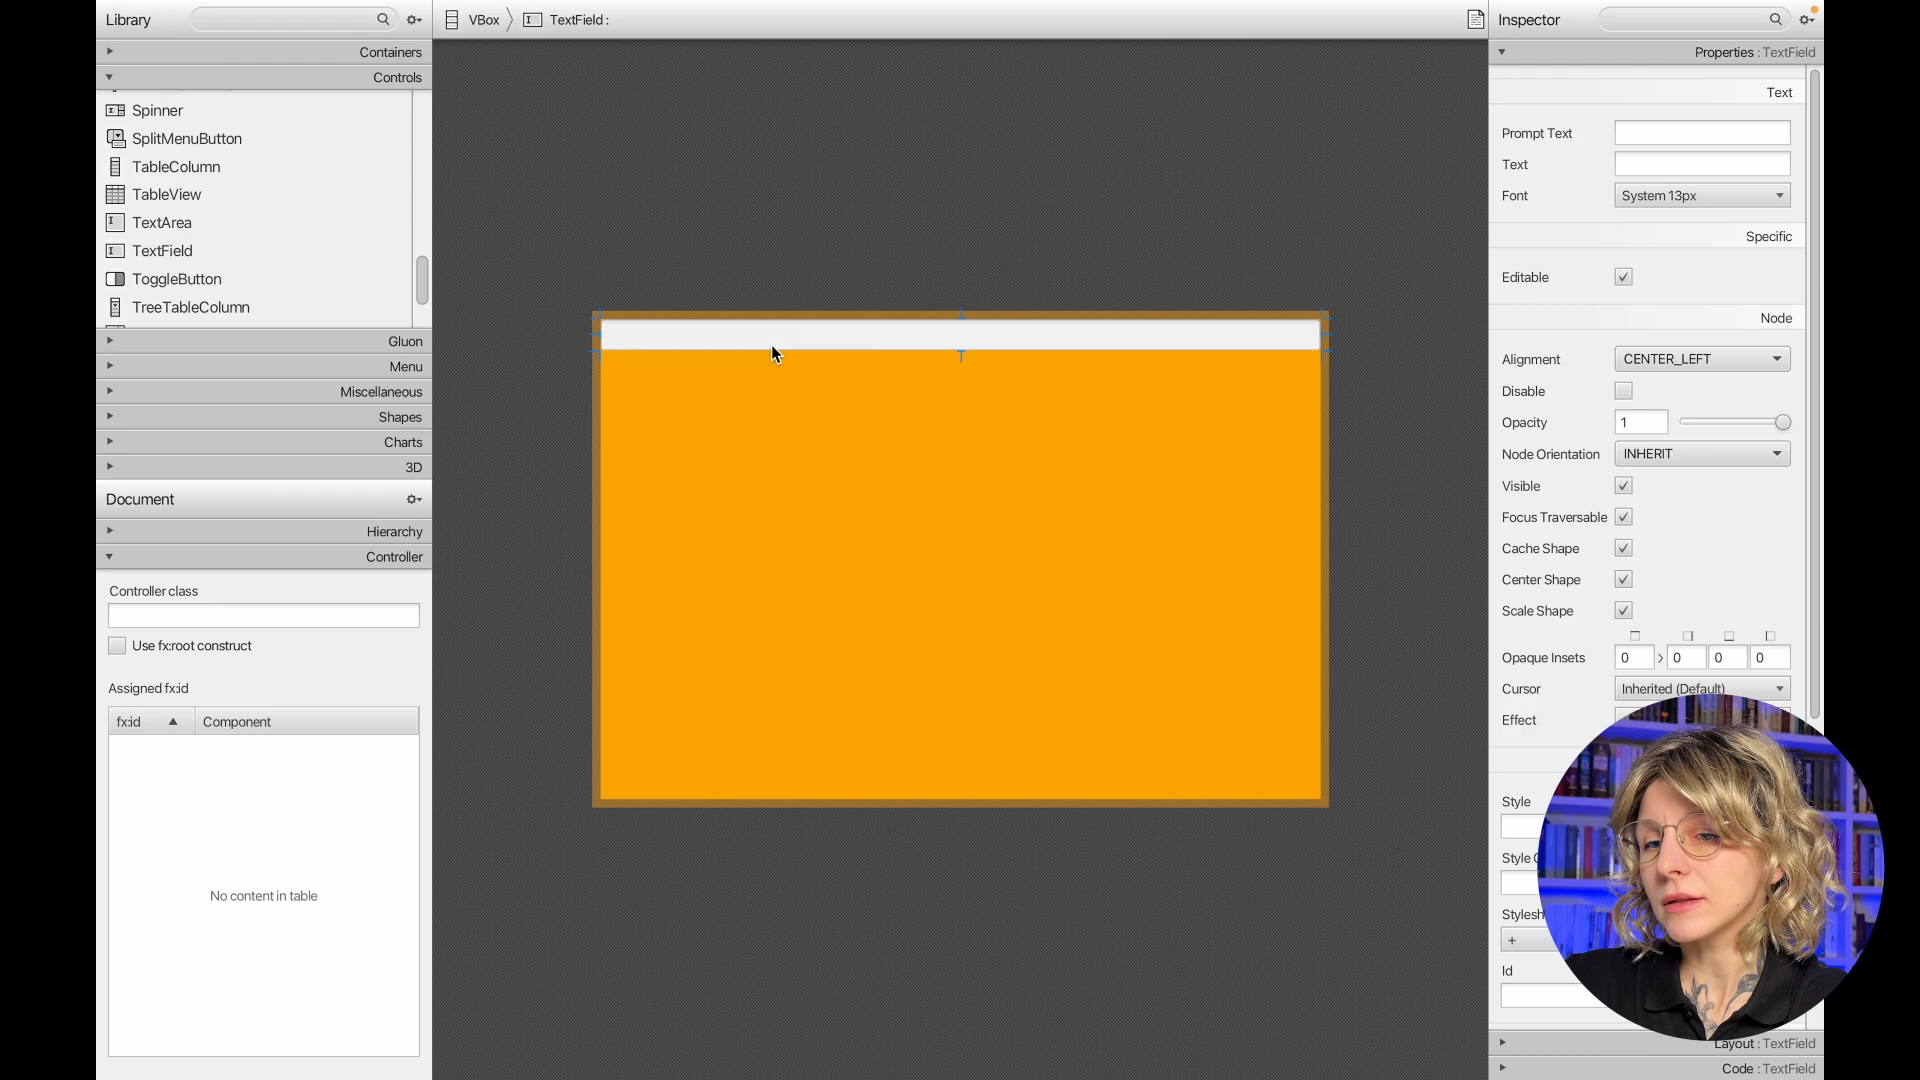 Library
Containers
Controls
Spinner
SplitMenuButton
TableColumn
TableView
TextArea
TextField
ToggleButton
TreeTableColumn
Gluon
Menu
Miscellaneous
Shapes
Charts
3D
Document
Hierarchy
Controller
Controller class
Use fx:root construct
Assigned fx:id
fx:id Component
No content in table
VBox TextField :
Inspector
Properties : TextField
Text
Prompt Text
Text
Font System 13px
Specific
Editable
Node
Alignment CENTER_LEFT
Disable
Opacity 1
Node Orientation INHERIT
Visible
Focus Traversable
Cache Shape
Center Shape
Scale Shape
Opaque Insets 0 0 0 0
Cursor Inherited (Default)
Effect
Style
Style
+
Id
Layout : TextField
Code : TextField